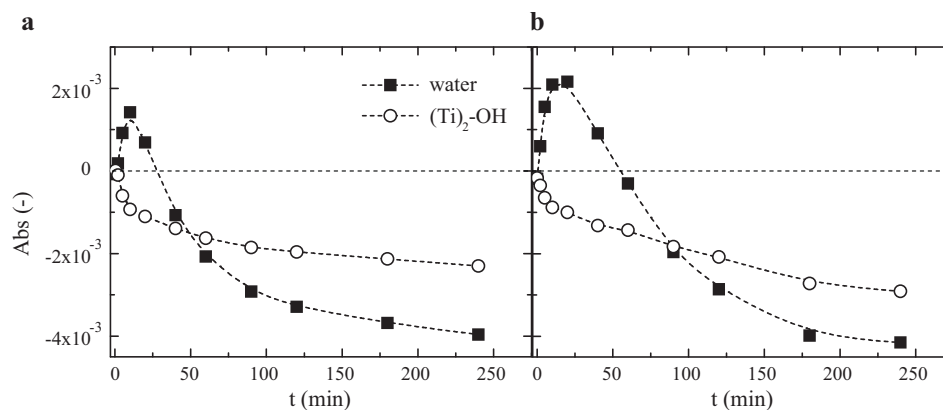 a b
2x10⁻³
water
(Ti)₂-OH
0
Abs (-)
-2x10⁻³
-4x10⁻³
0 50 100 150 200 250 0 50 100 150 200 250
t (min) t (min)